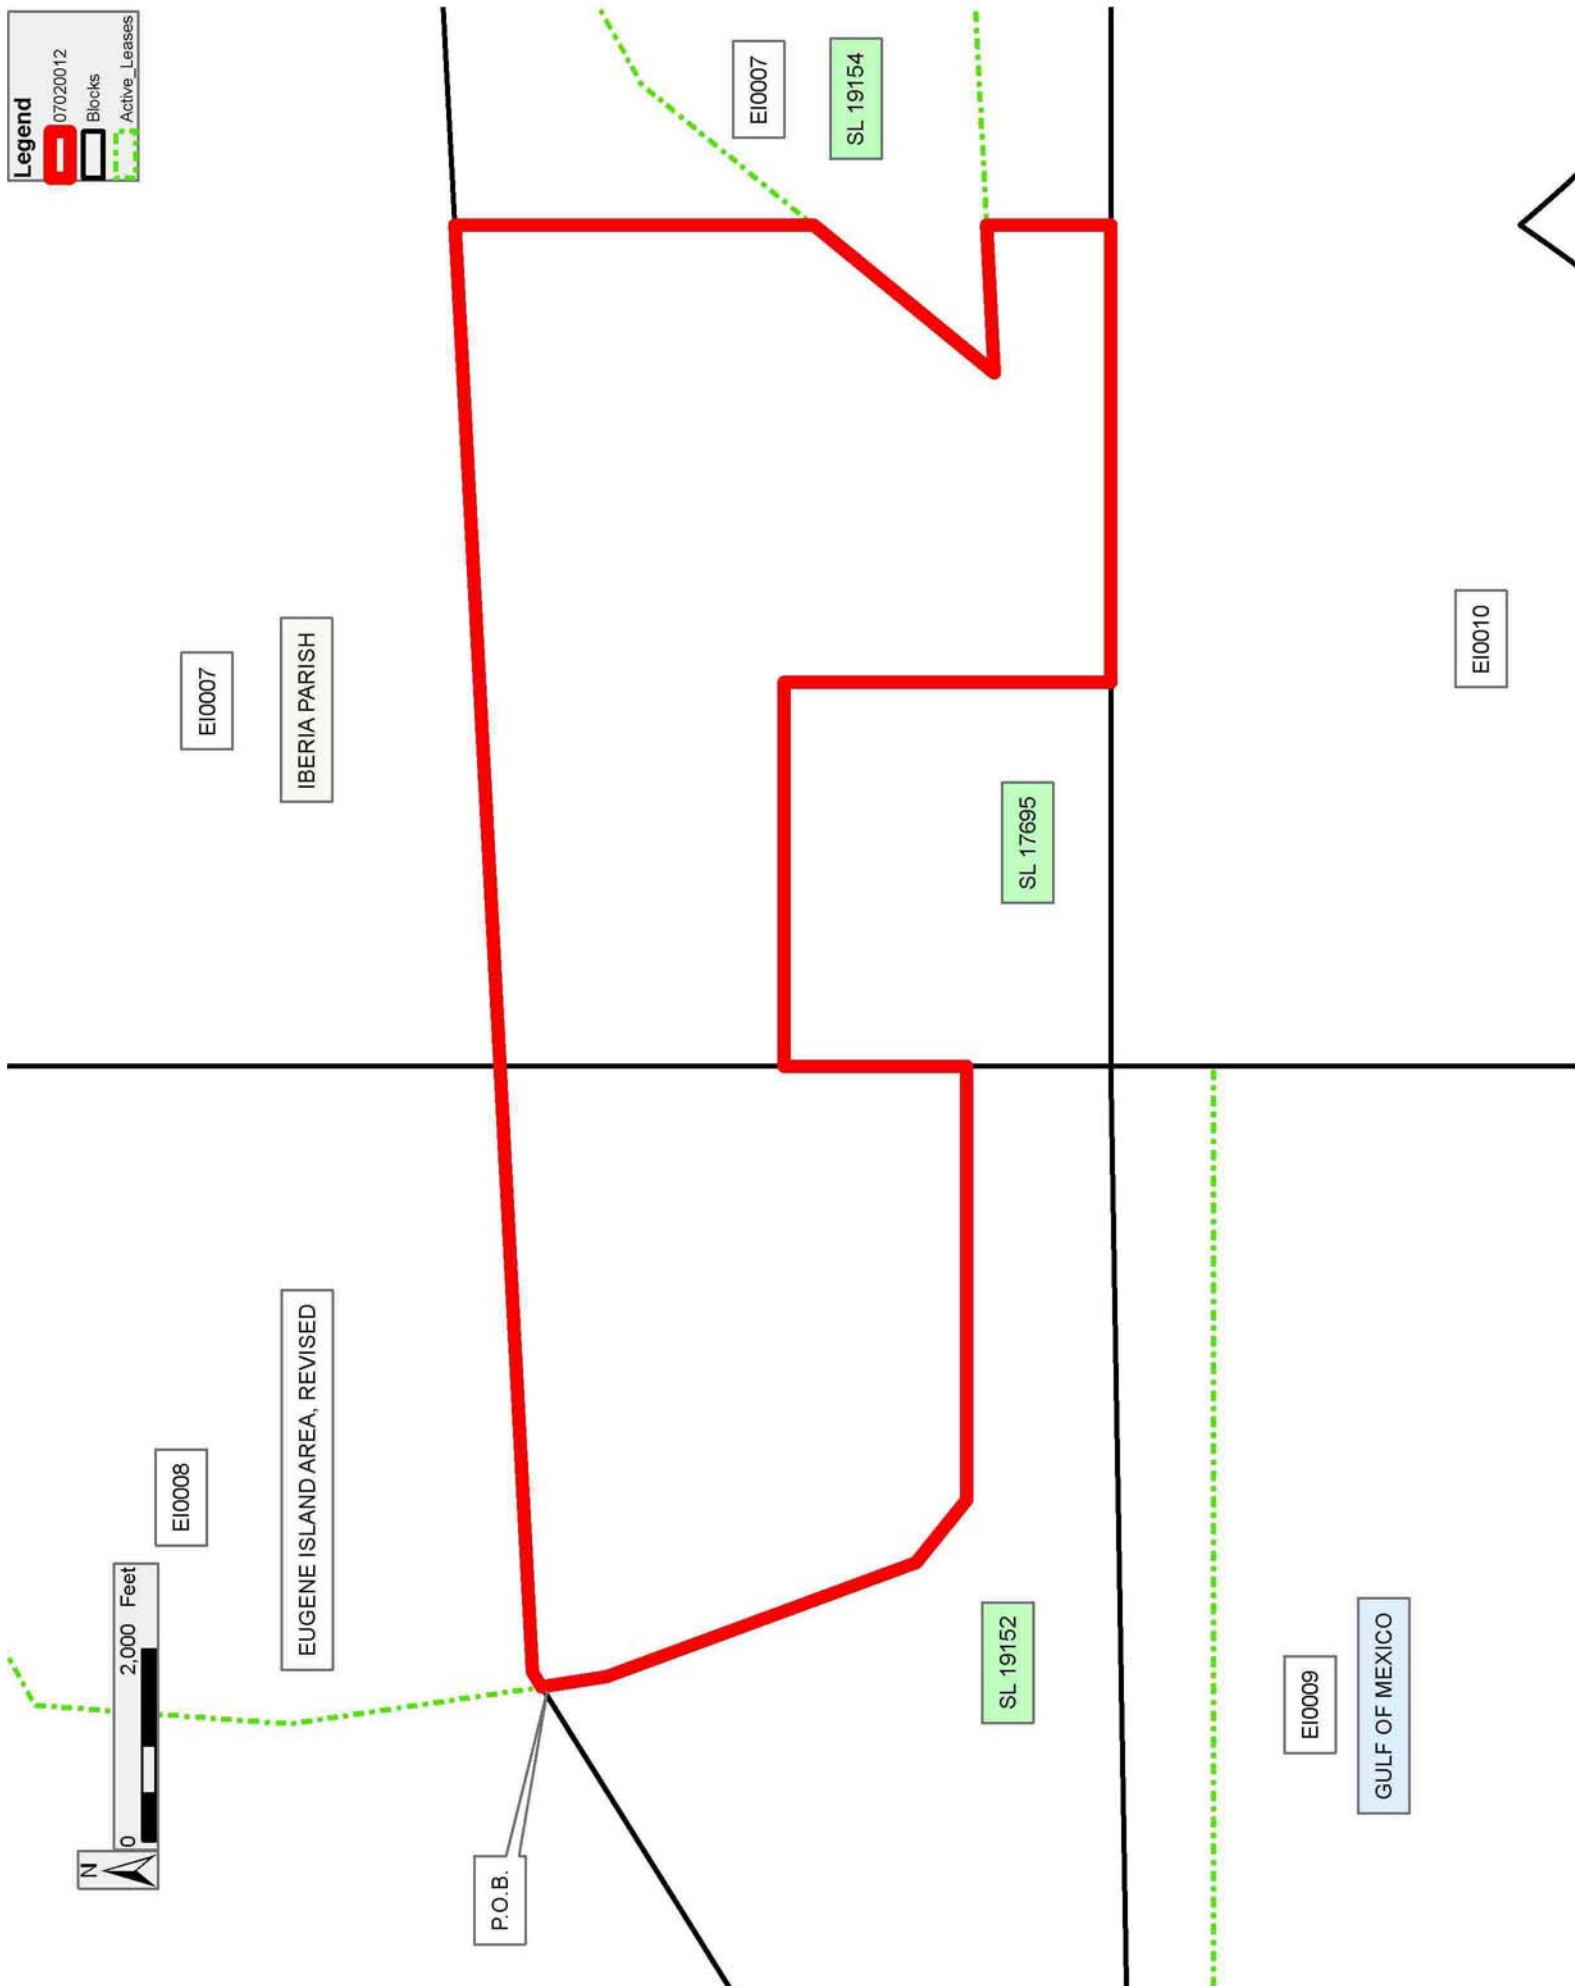 N
0 2,000 Feet
EI0008
EI0007
Legend
07020012
Blocks
Active_Leases
EUGENE ISLAND AREA, REVISED
IBERIA PARISH
P.O.B.
EI0007
SL 19154
SL 19152
SL 17695
EI0009
GULF OF MEXICO
EI0010